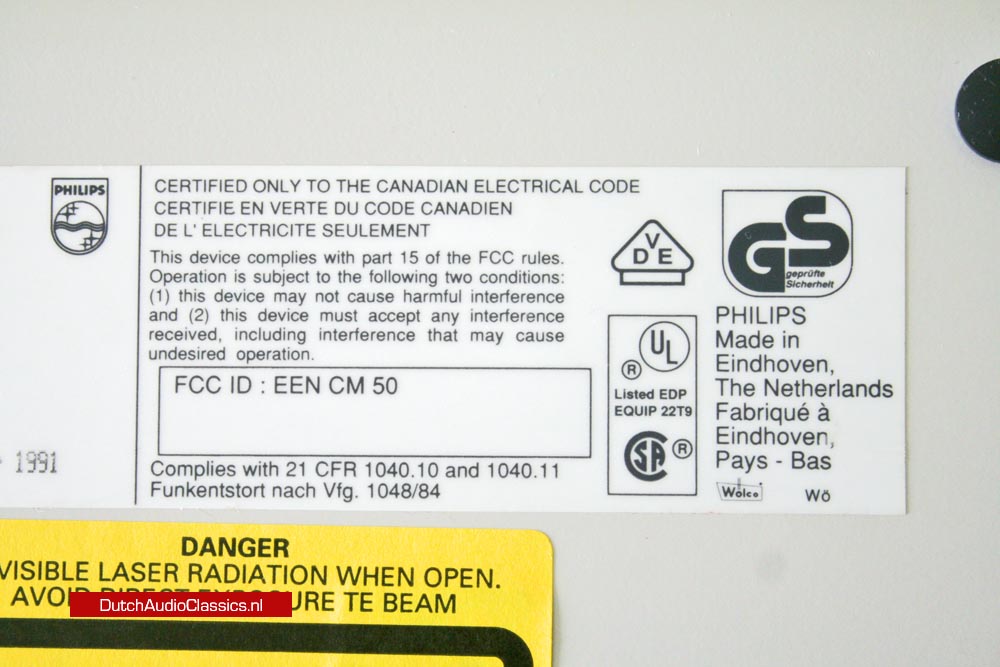 PHILIPS
CERTIFIED ONLY TO THE CANADIAN ELECTRICAL CODE
CERTIFIE EN VERTE DU CODE CANADIEN
DE L' ELECTRICITE SEULEMENT
This device complies with part 15 of the FCC rules.
Operation is subject to the following two conditions:
(1) this device may not cause harmful interference
and (2) this device must accept any interference
received, including interference that may cause
undesired operation.
FCC ID : EEN CM 50
1991
Complies with 21 CFR 1040.10 and 1040.11
Funkentstort nach Vfg. 1048/84
VDE
UL ®
Listed EDP
EQUIP 22T9
SA ®
GS
geprüfte
Sicherheit
PHILIPS
Made in
Eindhoven,
The Netherlands
Fabriqué à
Eindhoven,
Pays - Bas
Wolco WÖ
DANGER
VISIBLE LASER RADIATION WHEN OPEN.
AVOID DIRECT EXPOSURE TE BEAM
DutchAudioClassics.nl